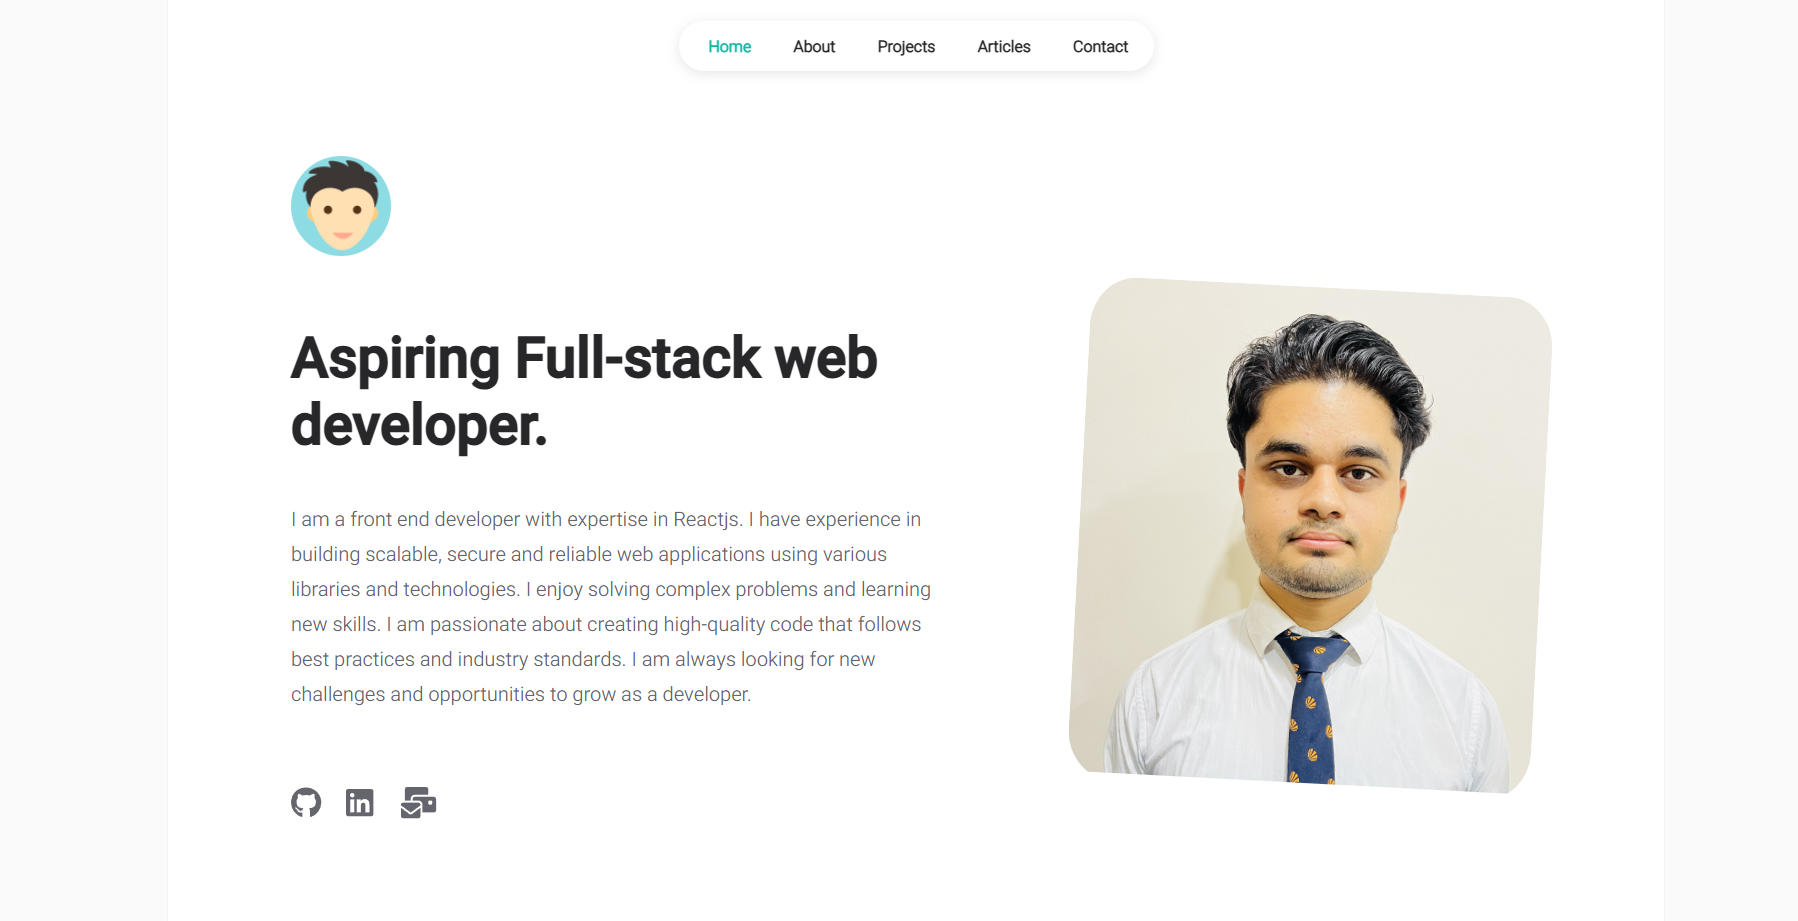 Home About Projects Articles Contact
Aspiring Full-stack web
developer.
I am a front end developer with expertise in Reactjs. I have experience in
building scalable, secure and reliable web applications using various
libraries and technologies. I enjoy solving complex problems and learning
new skills. I am passionate about creating high-quality code that follows
best practices and industry standards. I am always looking for new
challenges and opportunities to grow as a developer.
in